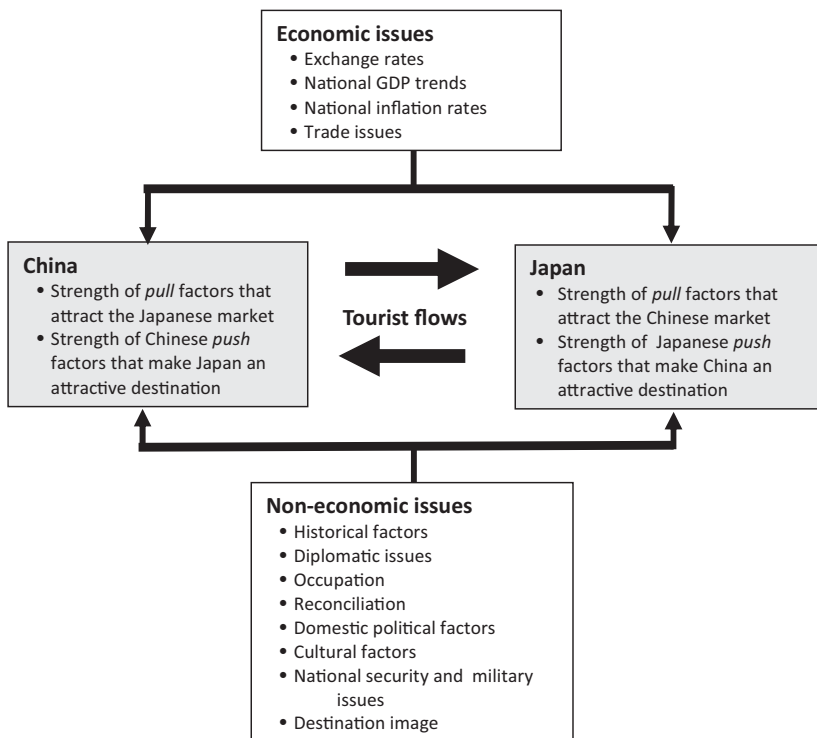 Economic issues
• Exchange rates
• National GDP trends
• National inflation rates
• Trade issues
China
• Strength of pull factors that
attract the Japanese market
• Strength of Chinese push
factors that make Japan an
attractive destination
Tourist flows
Japan
• Strength of pull factors that
attract the Chinese market
• Strength of Japanese push
factors that make China an
attractive destination
Non-economic issues
• Historical factors
• Diplomatic issues
• Occupation
• Reconciliation
• Domestic political factors
• Cultural factors
• National security and military
issues
• Destination image